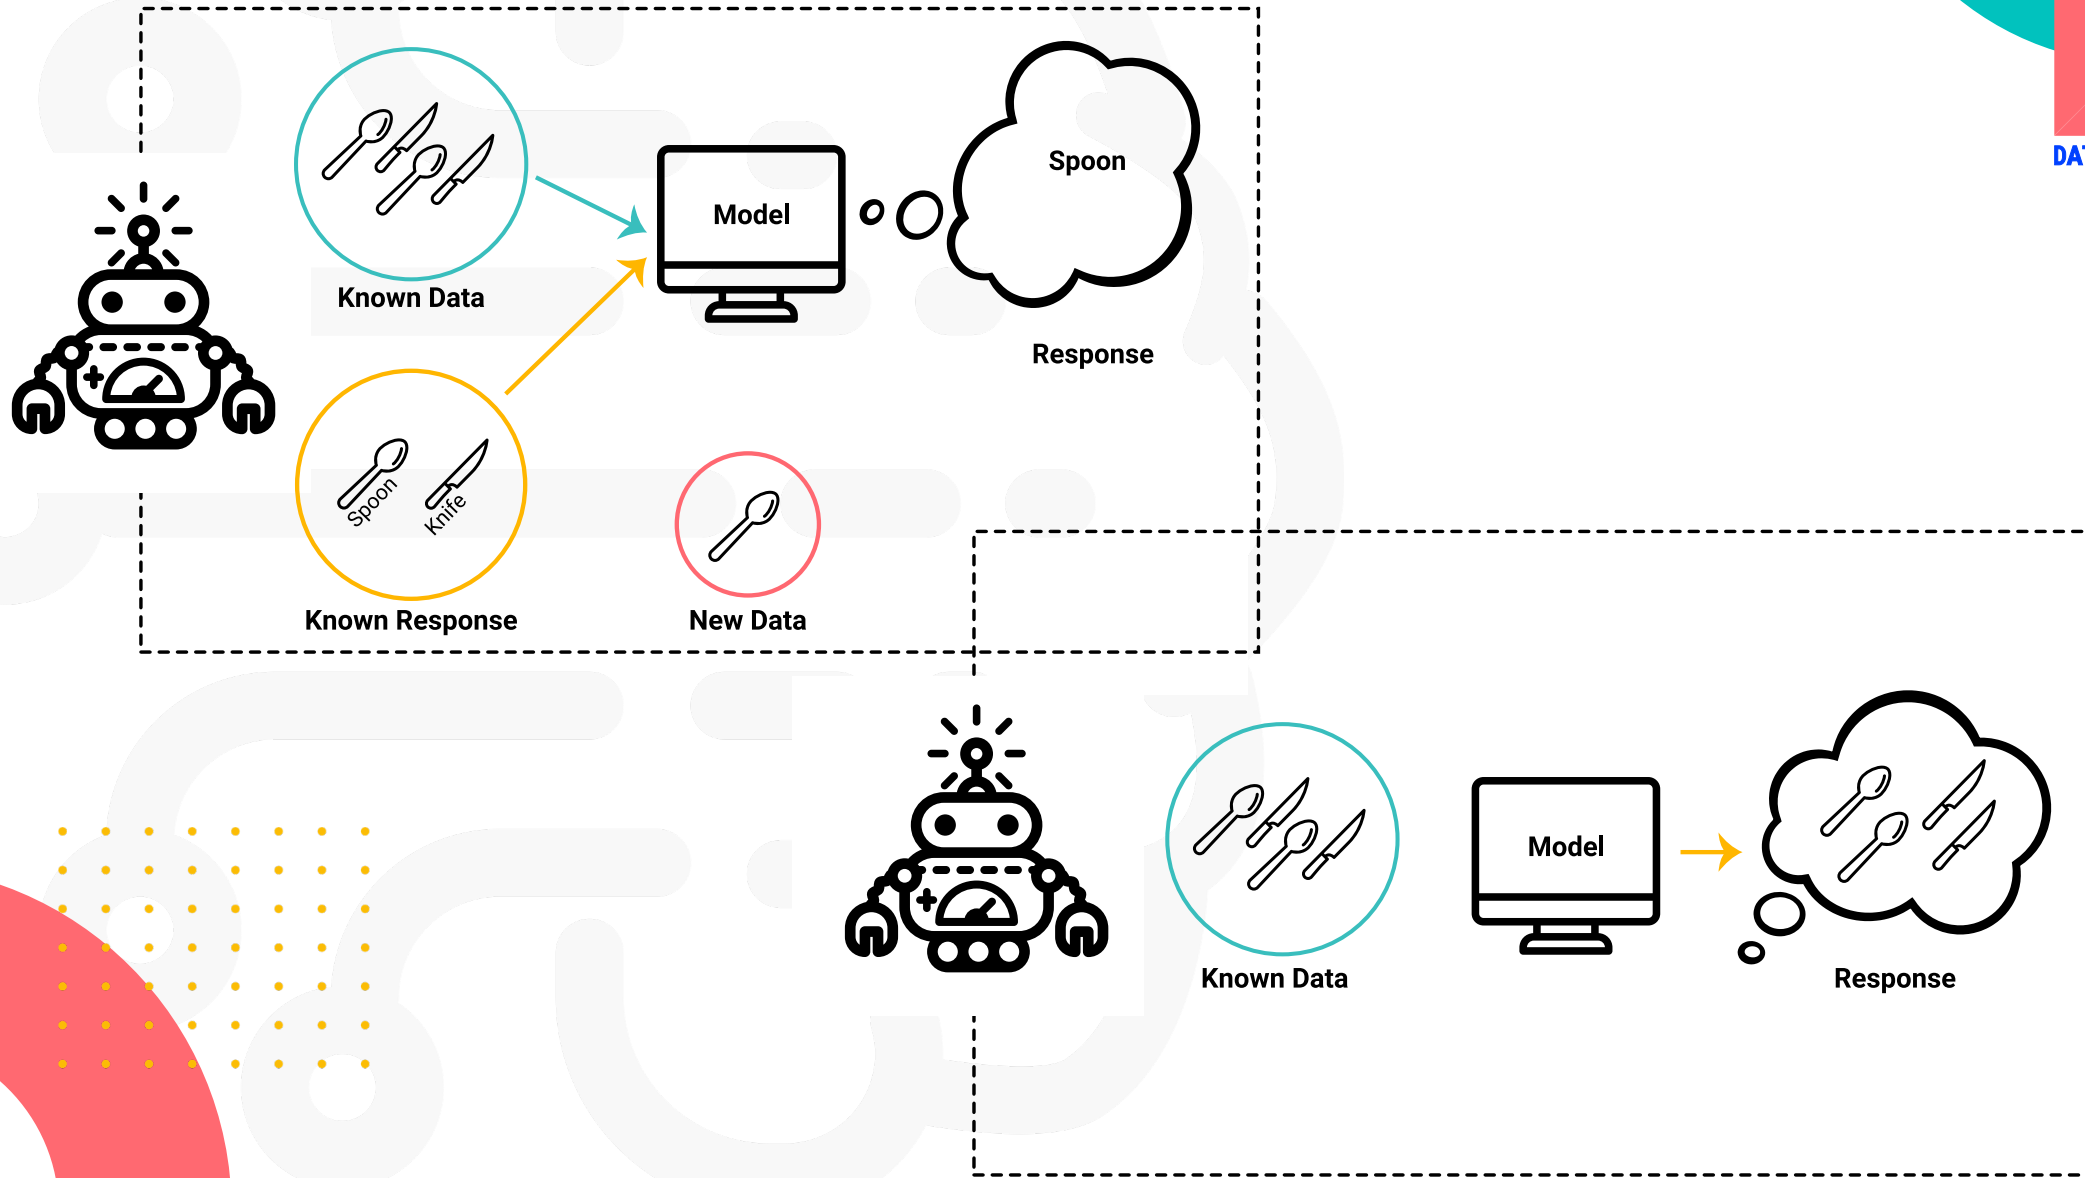 Spoon
Model
Known Data
Response
Spoon
Knife
Known Response
New Data
Model
Known Data
Response